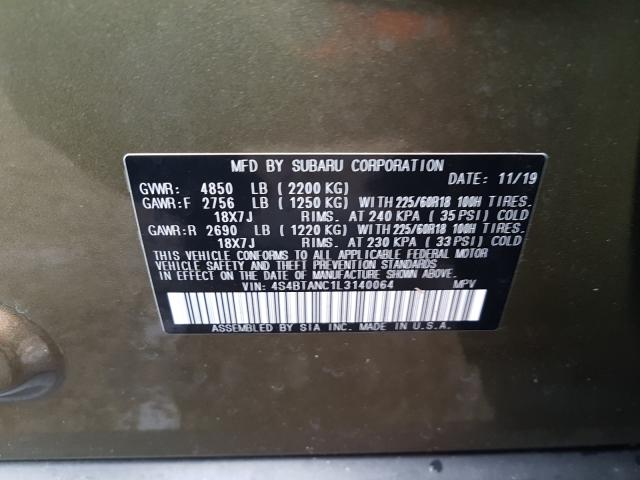 MFD BY SUBARU CORPORATION
DATE: 11/19
GVWR: 4850 LB (2200 KG)
GAWR:F 2756 LB (1250 KG) WITH 225/60R18 100H TIRES.
18X7J RIMS. AT 240 KPA (35 PSI) COLD
GAWR:R 2690 LB (1220 KG) WITH 225/60R18 100H TIRES.
18X7J RIMS. AT 230 KPA (33 PSI) COLD
THIS VEHICLE CONFORMS TO ALL APPLICABLE FEDERAL MOTOR
VEHICLE SAFETY AND THEFT PREVENTION STANDARDS
IN EFFECT ON THE DATE OF MANUFACTURE SHOWN ABOVE.
VIN: 4S4BTANC1L3140064 MPV
ASSEMBLED BY SIA INC. MADE IN U.S.A.